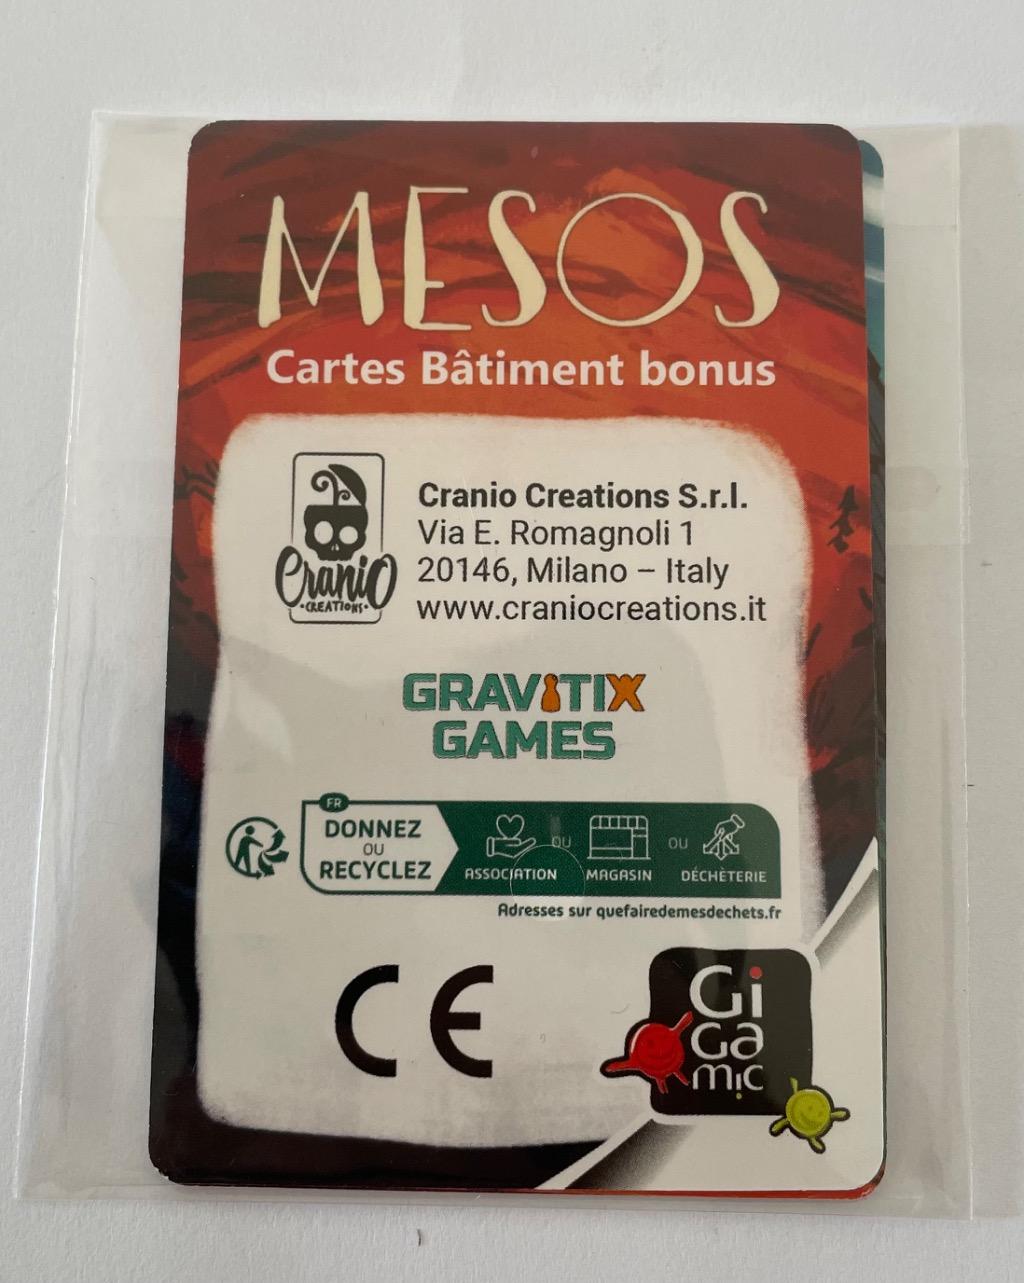 MESOS
Cartes Bâtiment bonus
CraniO
•CREATIONS•
Cranio Creations S.r.l.
Via E. Romagnoli 1
20146, Milano – Italy
www.craniocreations.it
GRAVITIX
GAMES
FR
DONNEZ
OU
RECYCLEZ
ASSOCIATION
OU
MAGASIN
OU
DÉCHÈTERIE
Adresses sur quefairedemesdechets.fr
CE
Gi
Ga
mic